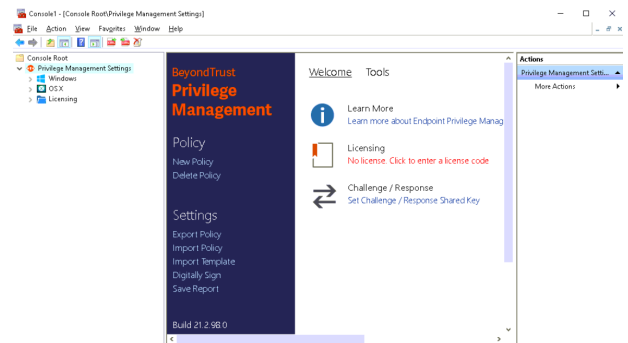 Console1 - [Console Root\Privilege Management Settings]
File Action View Favorites Window Help
Console Root
Privilege Management Settings
Windows
OS X
Licensing
BeyondTrust
Privilege
Management
Policy
New Policy
Delete Policy
Settings
Export Policy
Import Policy
Import Template
Digitally Sign
Save Report
Build 21.2.98.0
Welcome Tools
Learn More
Learn more about Endpoint Privilege Manag
Licensing
No license. Click to enter a license code
Challenge / Response
Set Challenge / Response Shared Key
Actions
Privilege Management Setti...
More Actions